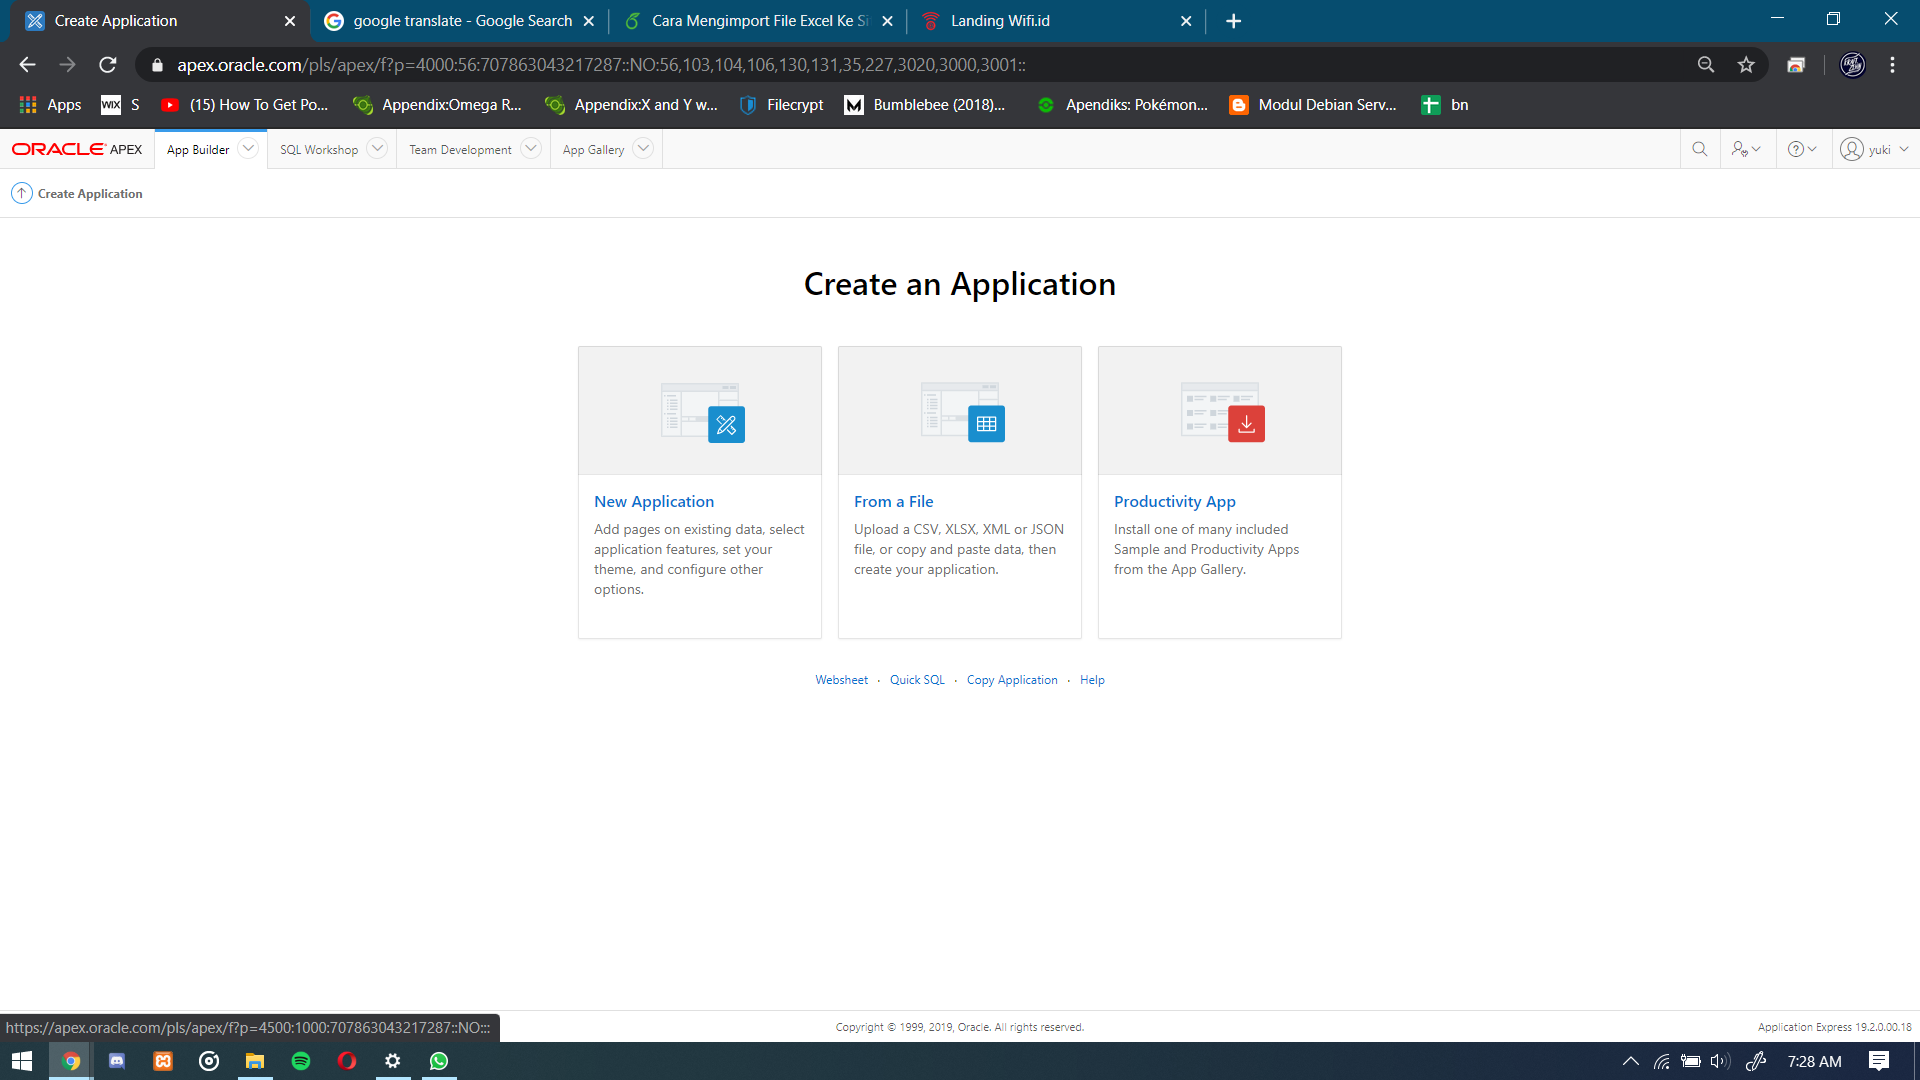 Create Application
google translate - Google Search
Cara Mengimport File Excel Ke Si
Landing Wifi.id
apex.oracle.com/pls/apex/f?p=4000:56:707863043217287::NO:56,103,104,106,130,131,35,227,3020,3000,3001::
Apps
WIX S
(15) How To Get Po...
Appendix:Omega R...
Appendix:X and Y w...
Filecrypt
Bumblebee (2018)...
Apendiks: Pokémon...
Modul Debian Serv...
bn
ORACLE APEX
App Builder
SQL Workshop
Team Development
App Gallery
yuki
Create Application
Create an Application
New Application
Add pages on existing data, select
application features, set your
theme, and configure other
options.
From a File
Upload a CSV, XLSX, XML or JSON
file, or copy and paste data, then
create your application.
Productivity App
Install one of many included
Sample and Productivity Apps
from the App Gallery.
Websheet · Quick SQL · Copy Application · Help
https://apex.oracle.com/pls/apex/f?p=4500:1000:707863043217287::NO:::
Copyright © 1999, 2019, Oracle. All rights reserved.
Application Express 19.2.0.00.18
7:28 AM